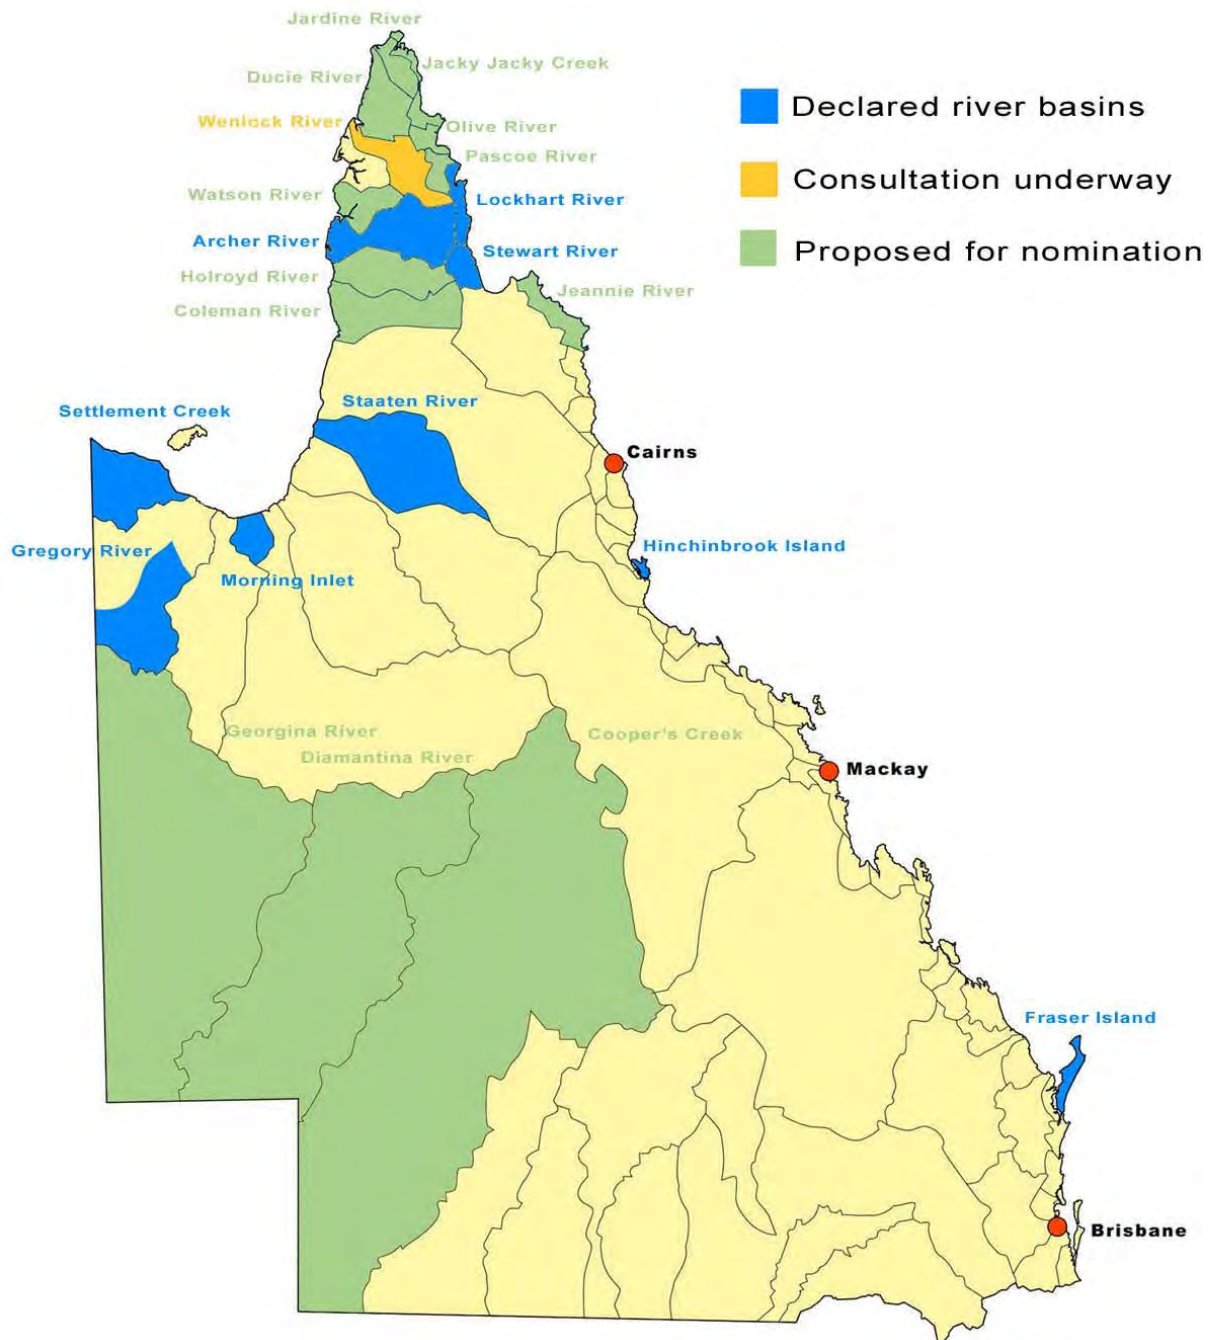 Jardine River
Jacky Jacky Creek
Ducie River
Declared river basins
Wenlock River
Olive River
Pascoe River
Consultation underway
Watson River
Lockhart River
Archer River
Stewart River
Proposed for nomination
Holroyd River
Jeannie River
Coleman River
Staaten River
Settlement Creek
Cairns
Gregory River
Hinchinbrook Island
Morning Inlet
Georgina River
Cooper's Creek
Diamantina River
Mackay
Fraser Island
Brisbane